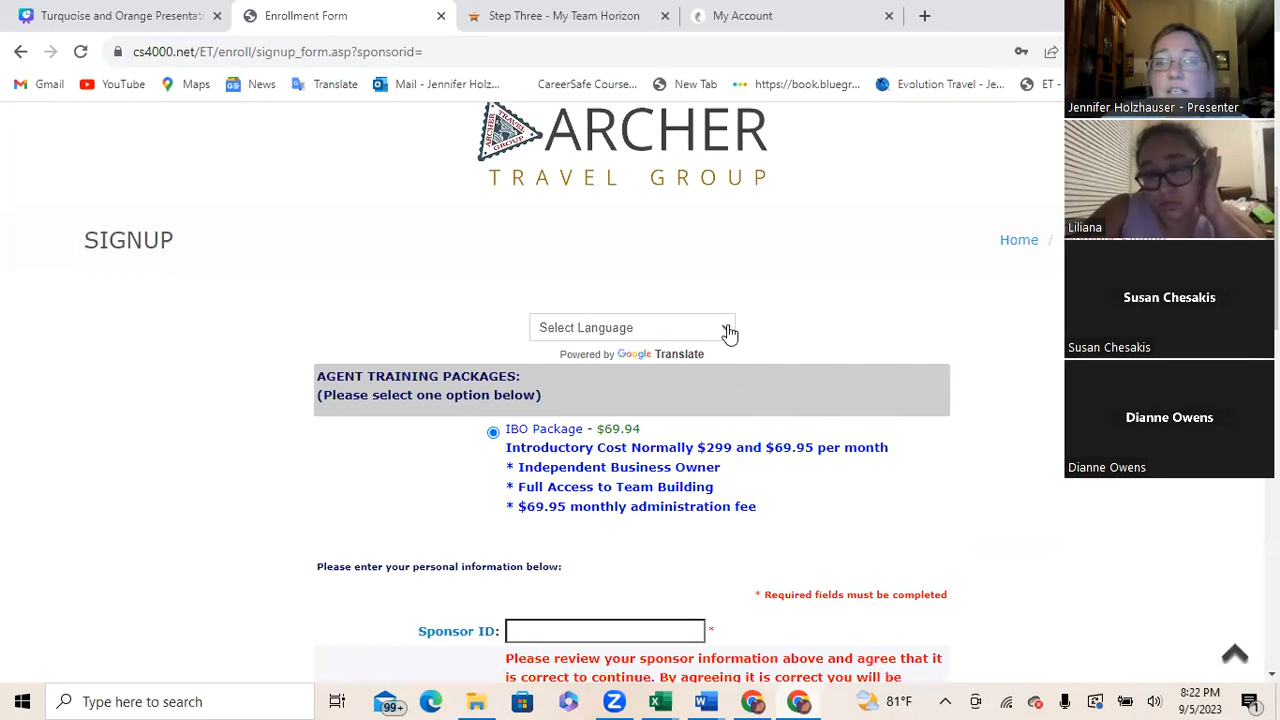 Turquoise and Orange Presentat
Enrollment Form
Step Three - My Team Horizon
My Account
cs4000.net/ET/enroll/signup_form.asp?sponsorid=
Gmail
YouTube
Maps
News
Translate
Mail - Jennifer Holz...
CareerSafe Course
New Tab
https://book.bluegr...
Evolution Travel - Je...
ET -
ARCHER
TRAVEL GROUP
SIGNUP
Home /
Select Language
Powered by Google Translate
AGENT TRAINING PACKAGES:
(Please select one option below)
IBO Package - $69.94
Introductory Cost Normally $299 and $69.95 per month
* Independent Business Owner
* Full Access to Team Building
* $69.95 monthly administration fee
Please enter your personal information below:
* Required fields must be completed
Sponsor ID: *
Please review your sponsor information above and agree that it
is correct to continue. By agreeing it is correct you will be
Jennifer Holzhauser - Presenter
Liliana
Susan Chesakis
Susan Chesakis
Dianne Owens
Dianne Owens
Type here to search
99+
81°F
8:22 PM
9/5/2023
1